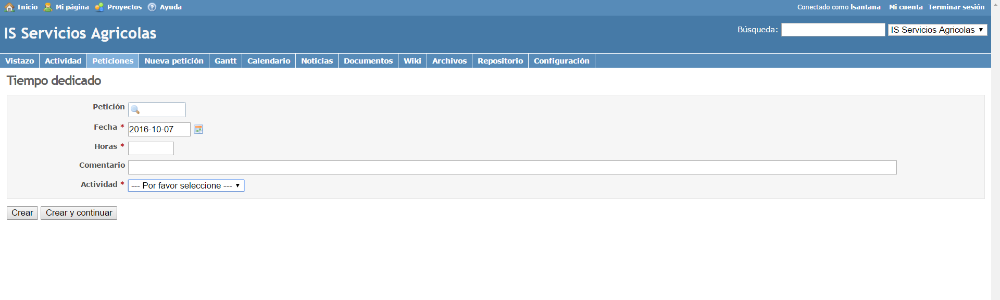 Inicio Mi página Proyectos Ayuda Conectado como lsantana Mi cuenta Terminar sesión
IS Servicios Agricolas Búsqueda: IS Servicios Agricolas
Vistazo Actividad Peticiones Nueva petición Gantt Calendario Noticias Documentos Wiki Archivos Repositorio Configuración
Tiempo dedicado
Petición
Fecha * 2016-10-07
Horas *
Comentario
Actividad * --- Por favor seleccione ---
Crear Crear y continuar